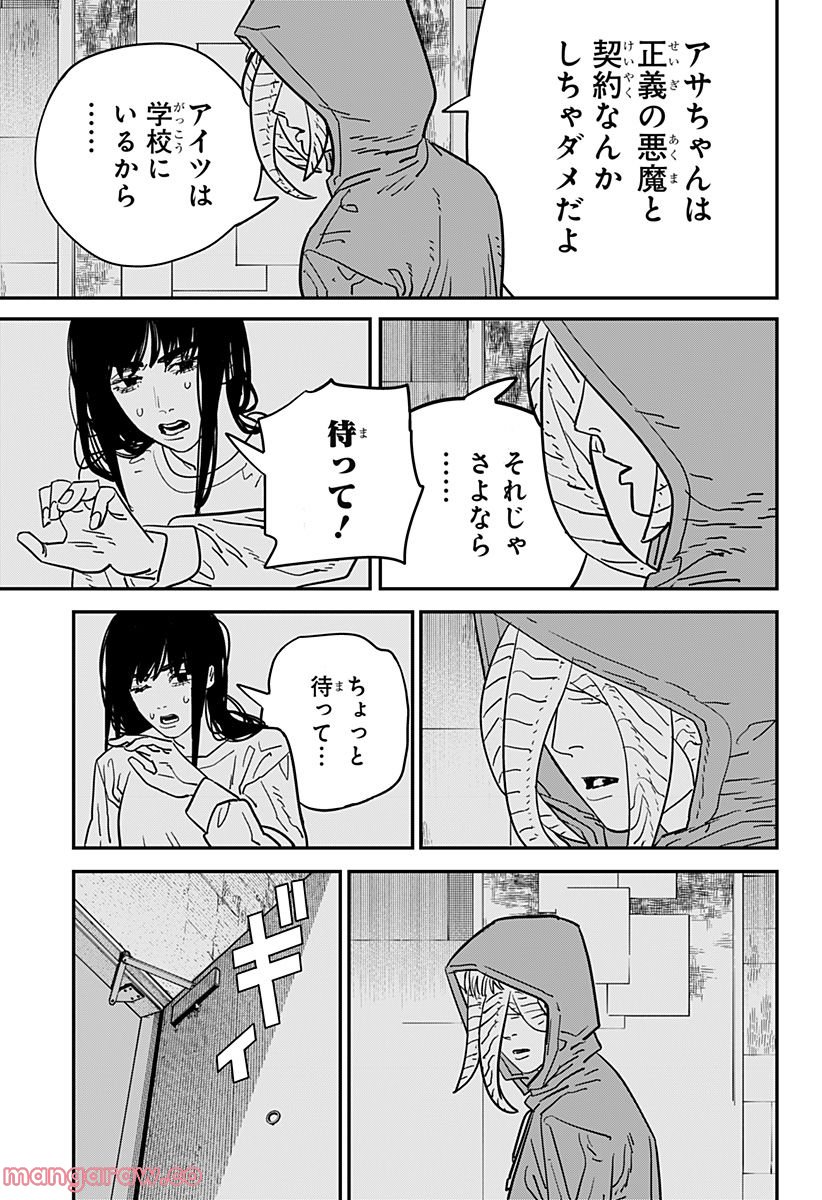 アサちゃんは
正義の悪魔と
契約なんか
しちゃダメだよ
アイツは
学校に
いるから
……
それじゃ
さよなら
……
待って！
ちょっと
待って…
ギィ
mangaraw.co